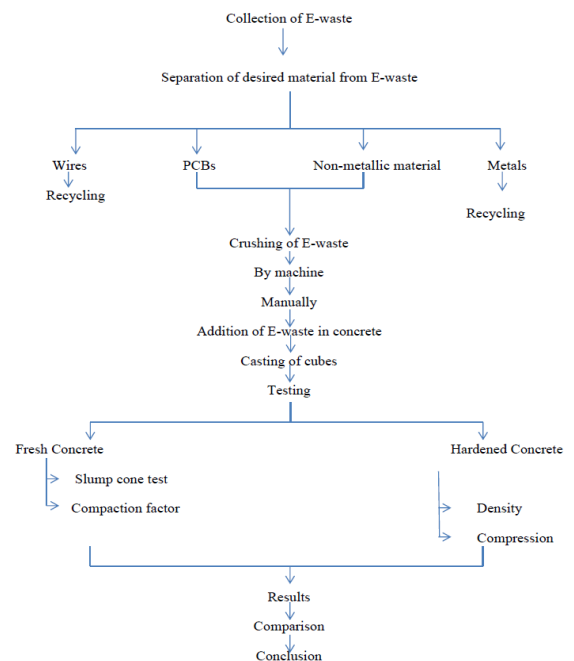 Collection of E-waste
Separation of desired material from E-waste
Wires PCBs Non-metallic material Metals
Recycling
Recycling
Crushing of E-waste
By machine
Manually
Addition of E-waste in concrete
Casting of cubes
Testing
Fresh Concrete
Slump cone test
Compaction factor
Hardened Concrete
Density
Compression
Results
Comparison
Conclusion